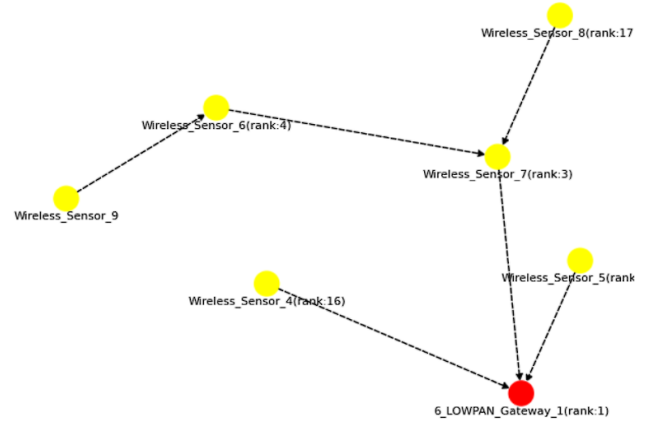 Wireless_Sensor_8(rank:17
Wireless_Sensor_6(rank:4)
Wireless_Sensor_7(rank:3)
Wireless_Sensor_9
Wireless_Sensor_5(rank
Wireless_Sensor_4(rank:16)
6_LOWPAN_Gateway_1(rank:1)